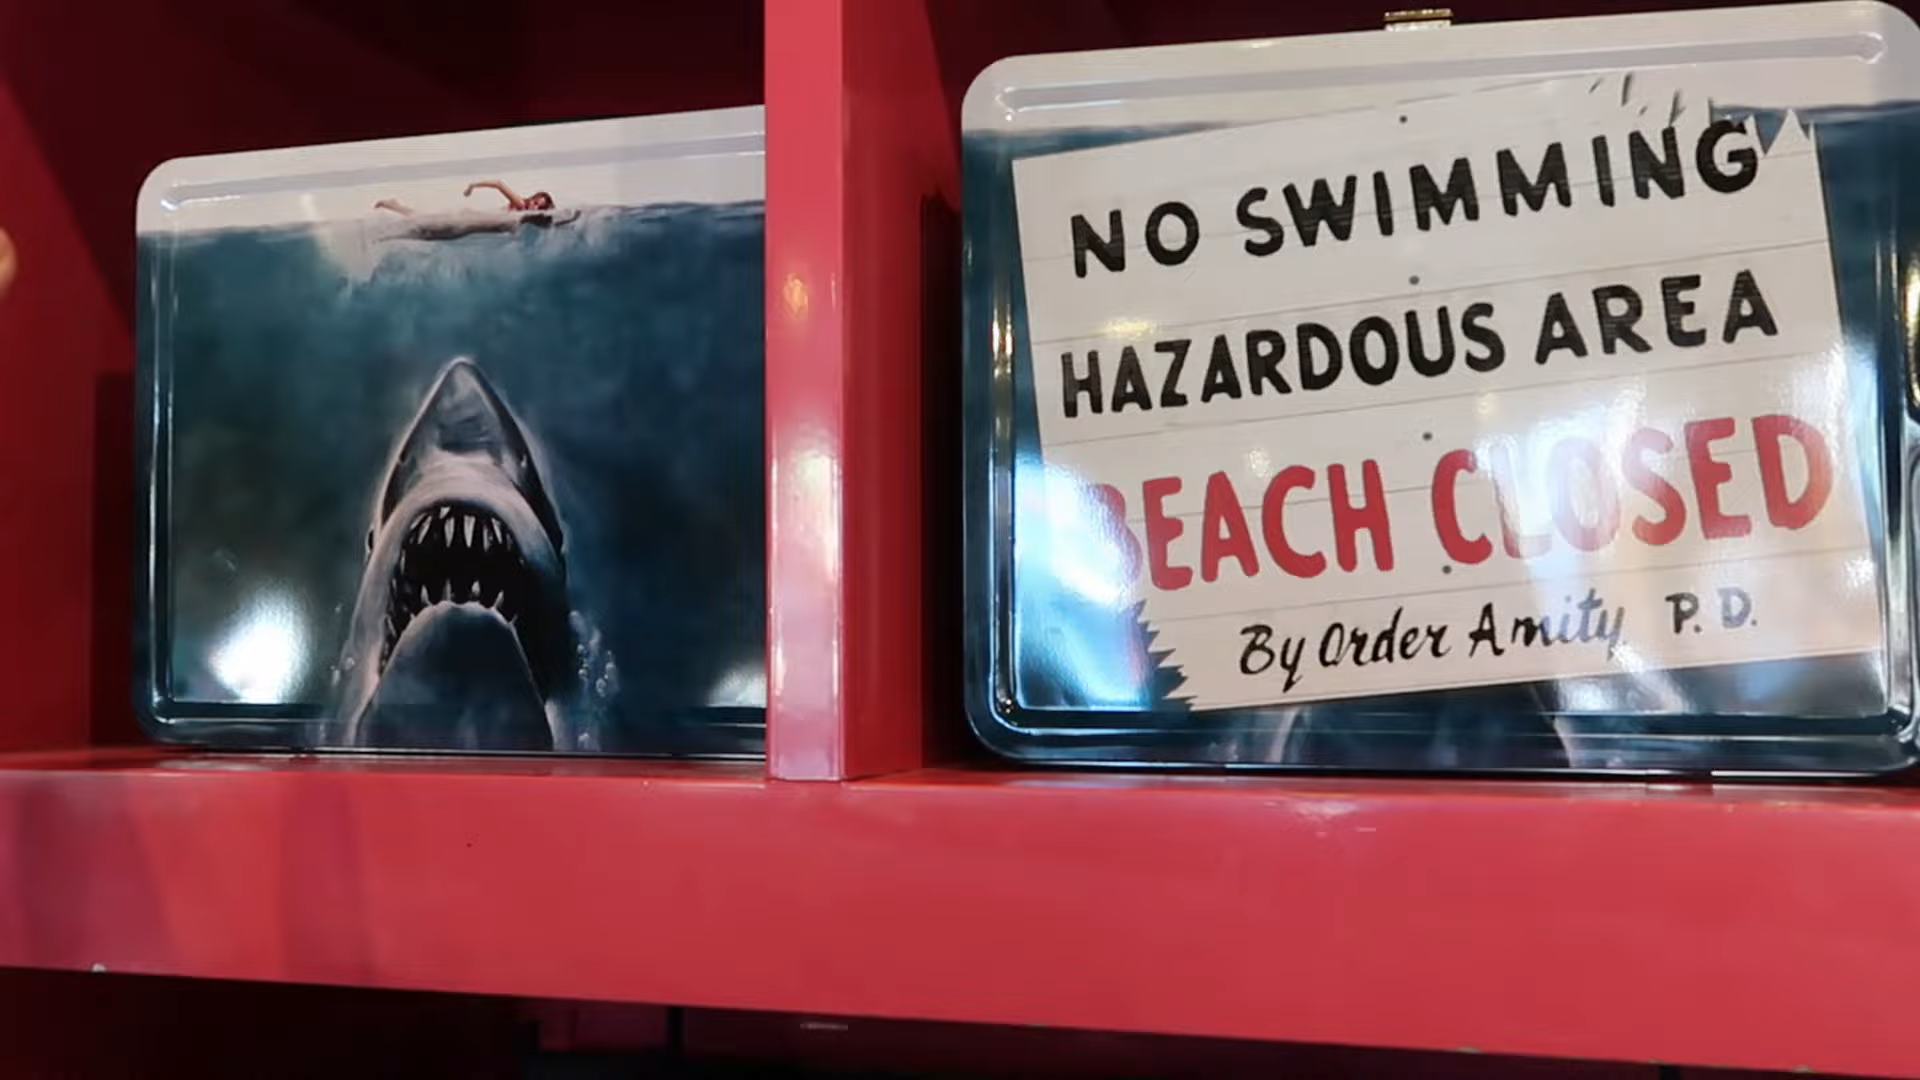 NO SWIMMING
HAZARDOUS AREA
BEACH CLOSED
By Order Amity P. D.